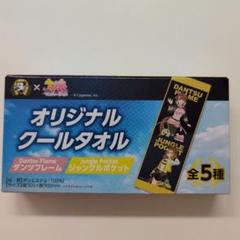 ×
© Cygames, Inc.
オリジナル
クールタオル
Dantsu Flame
ダンツフレーム
Jungle Pocket
ジャングルポケット
DANTSU
FLAME
JUNGLE
POCKET
全5種